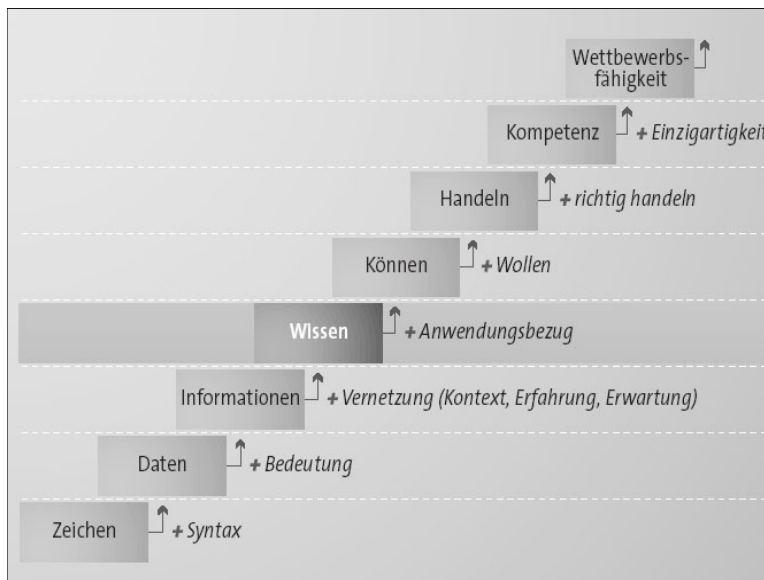 Wettbewerbs-
fähigkeit
Kompetenz + Einzigartigkeit
Handeln + richtig handeln
Können + Wollen
Wissen + Anwendungsbezug
Informationen + Vernetzung (Kontext, Erfahrung, Erwartung)
Daten + Bedeutung
Zeichen + Syntax